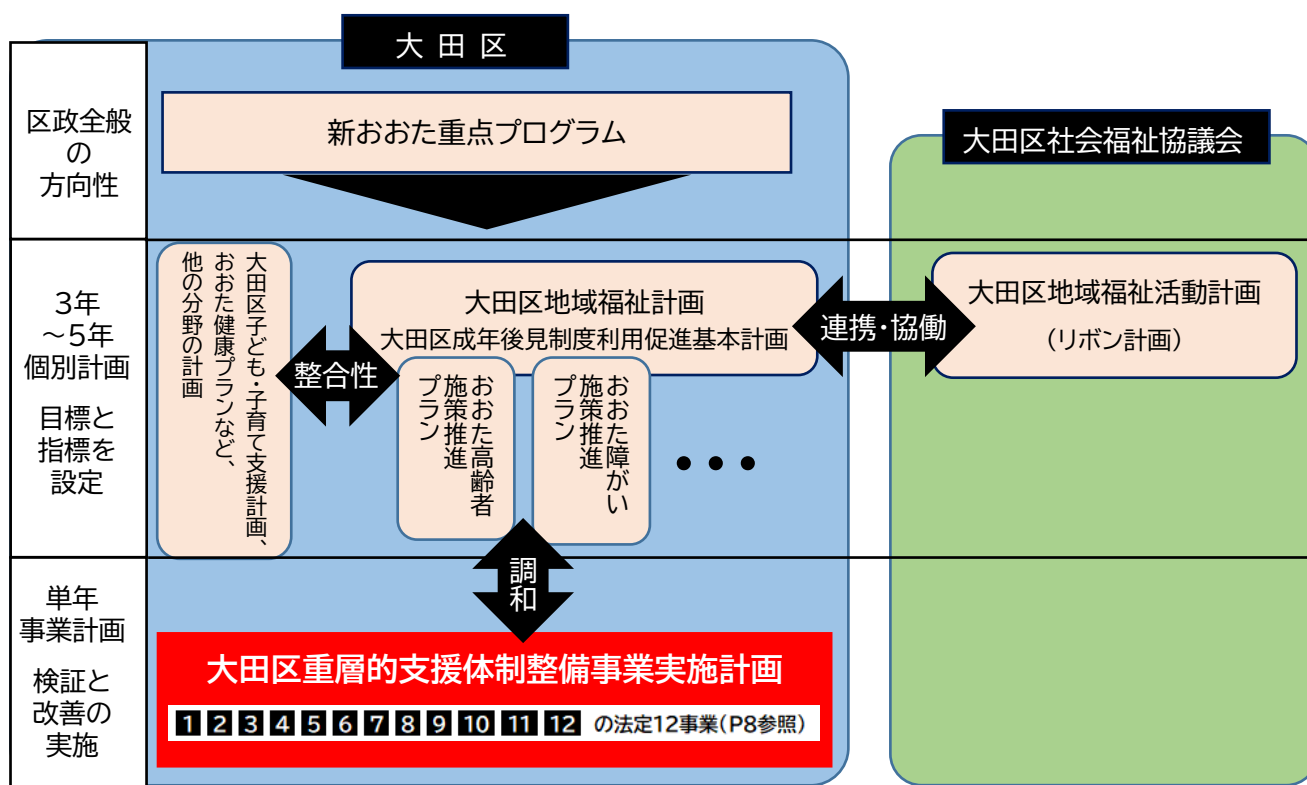 大田区
区政全般
の
方向性
新おおた重点プログラム
大田区社会福祉協議会
3年
～5年
個別計画
目標と
指標を
設定
大田区子ども・子育て支援計画、
おおた健康プランなど、
他の分野の計画
整合性
大田区地域福祉計画
大田区成年後見制度利用促進基本計画
おおた高齢者
施策推進
プラン
おおた障がい
施策推進
プラン
•••
連携・協働
大田区地域福祉活動計画
（リボン計画）
調和
単年
事業計画
検証と
改善の
実施
大田区重層的支援体制整備事業実施計画
1 2 3 4 5 6 7 8 9 10 11 12 の法定12事業(P8参照)